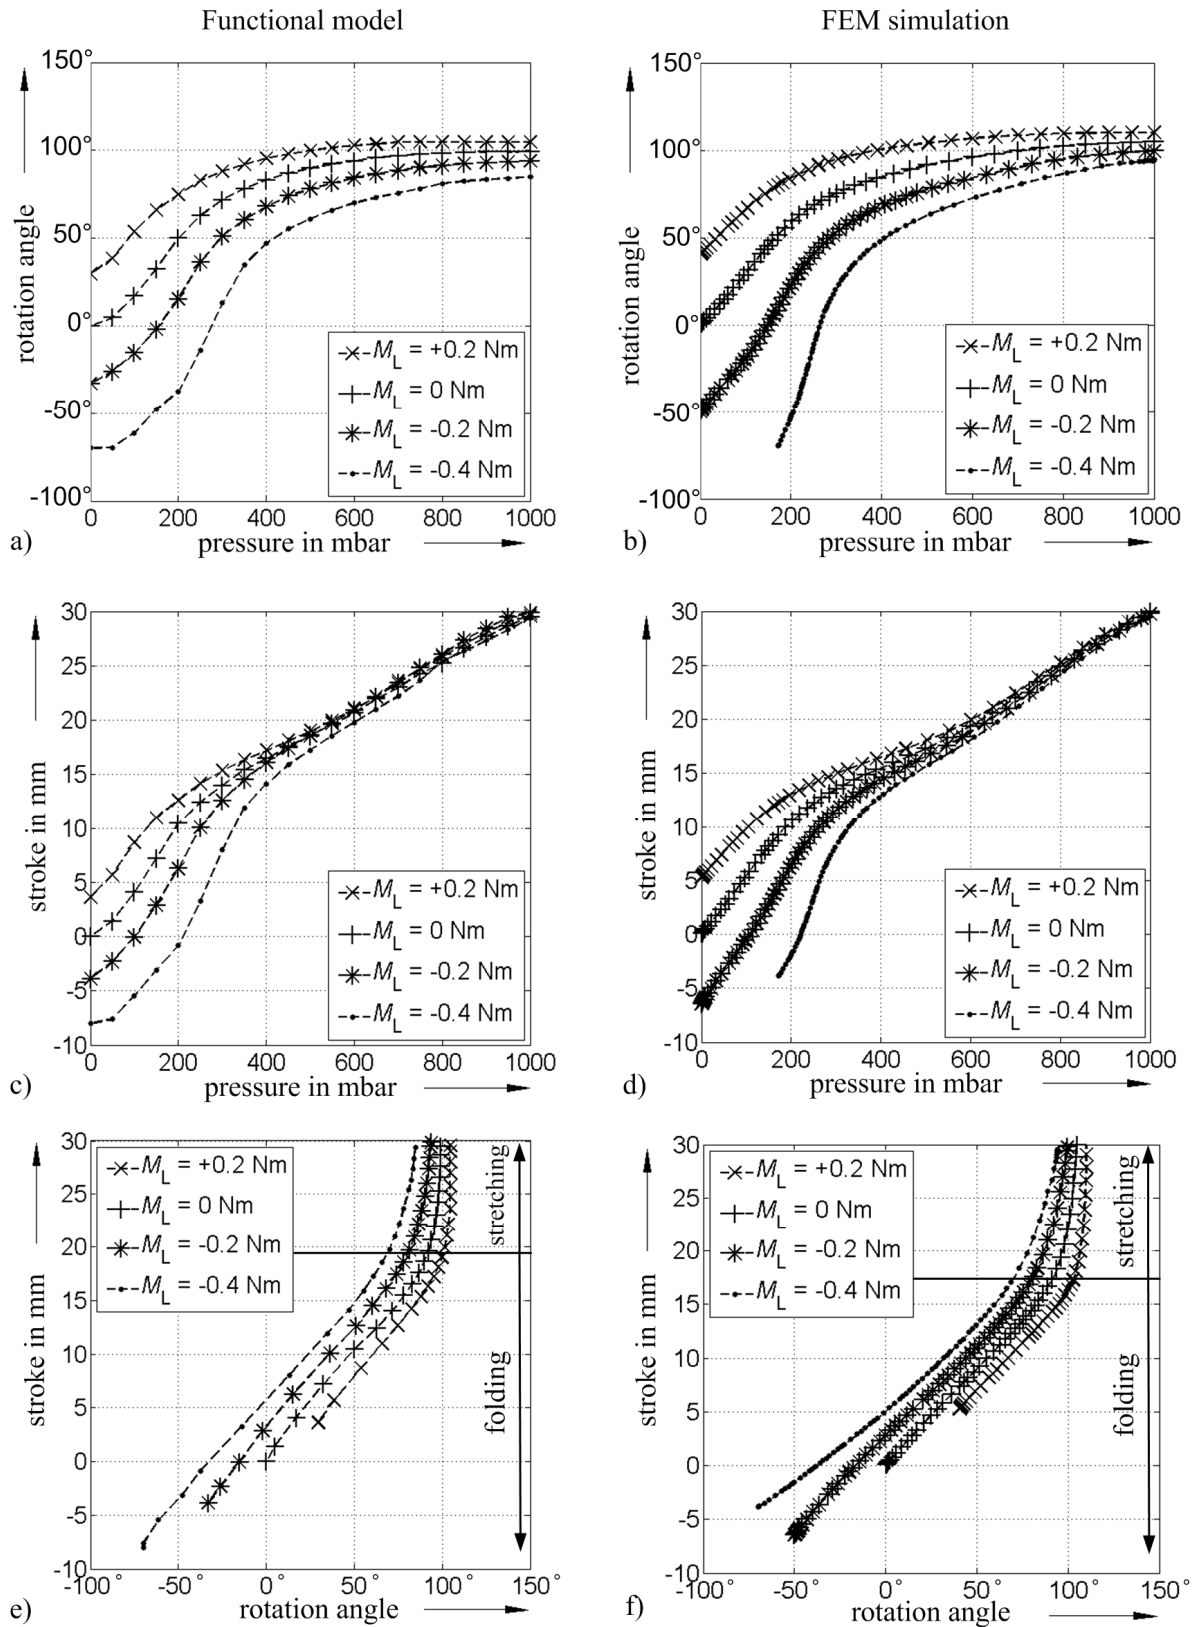 Functional model
FEM simulation
150°
100°
50°
0°
-50°
-100°
rotation angle
M_L = +0.2 Nm
M_L = 0 Nm
M_L = -0.2 Nm
M_L = -0.4 Nm
0 200 400 600 800 1000
a)
pressure in mbar
150°
100°
50°
0°
-50°
-100°
rotation angle
M_L = +0.2 Nm
M_L = 0 Nm
M_L = -0.2 Nm
M_L = -0.4 Nm
0 200 400 600 800 1000
b)
pressure in mbar
30
25
20
15
10
5
0
-5
-10
stroke in mm
M_L = +0.2 Nm
M_L = 0 Nm
M_L = -0.2 Nm
M_L = -0.4 Nm
0 200 400 600 800 1000
c)
pressure in mbar
30
25
20
15
10
5
0
-5
-10
stroke in mm
M_L = +0.2 Nm
M_L = 0 Nm
M_L = -0.2 Nm
M_L = -0.4 Nm
0 200 400 600 800 1000
d)
pressure in mbar
30
25
20
15
10
5
0
-5
-10
stroke in mm
M_L = +0.2 Nm
M_L = 0 Nm
M_L = -0.2 Nm
M_L = -0.4 Nm
stretching
folding
-100° -50° 0° 50° 100° 150°
e)
rotation angle
30
25
20
15
10
5
0
-5
-10
stroke in mm
M_L = +0.2 Nm
M_L = 0 Nm
M_L = -0.2 Nm
M_L = -0.4 Nm
stretching
folding
-100° -50° 0° 50° 100° 150°
f)
rotation angle